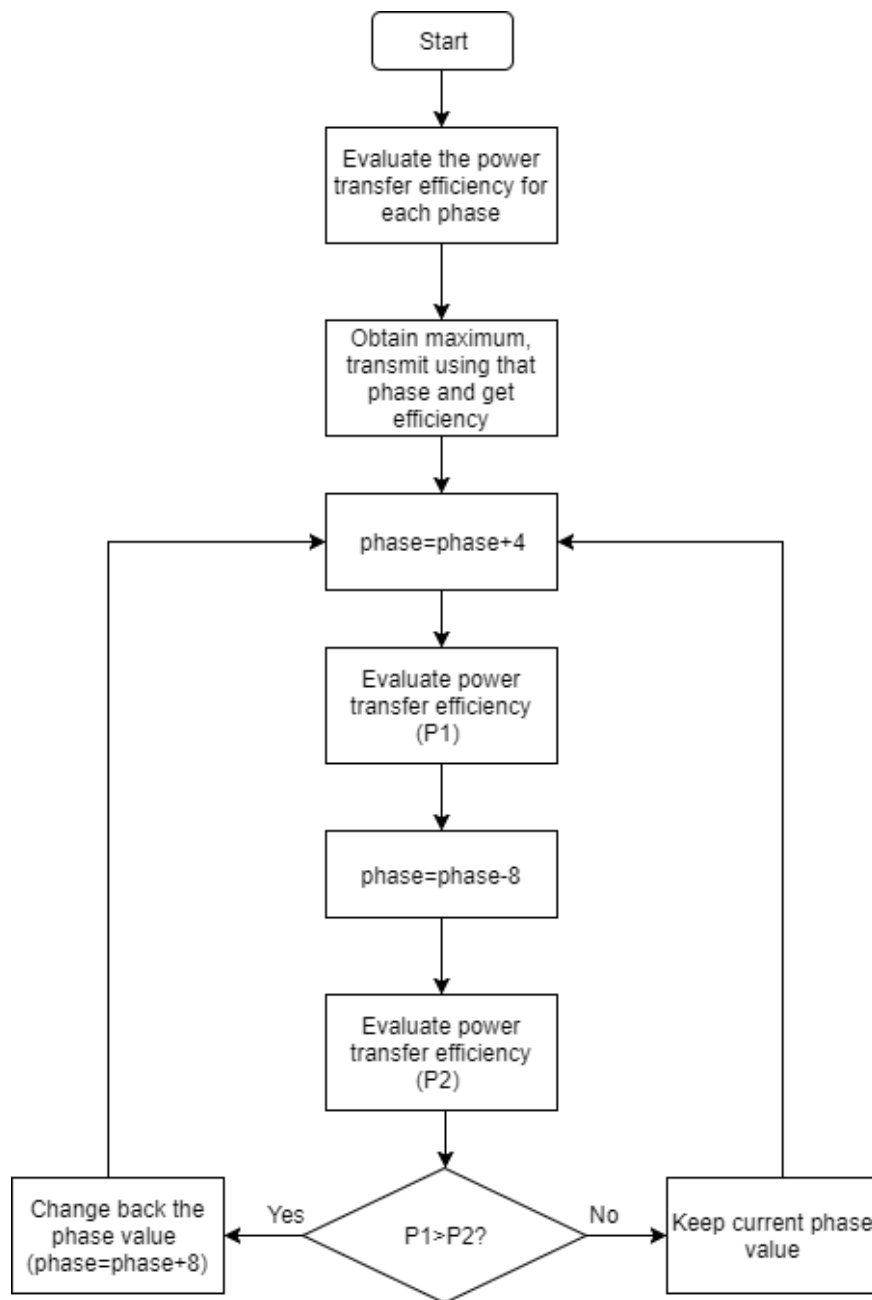 Start
Evaluate the power
transfer efficiency for
each phase
Obtain maximum,
transmit using that
phase and get
efficiency
phase=phase+4
Evaluate power
transfer efficiency
(P1)
phase=phase-8
Evaluate power
transfer efficiency
(P2)
Change back the
phase value
(phase=phase+8)
Yes
P1>P2?
No
Keep current phase
value